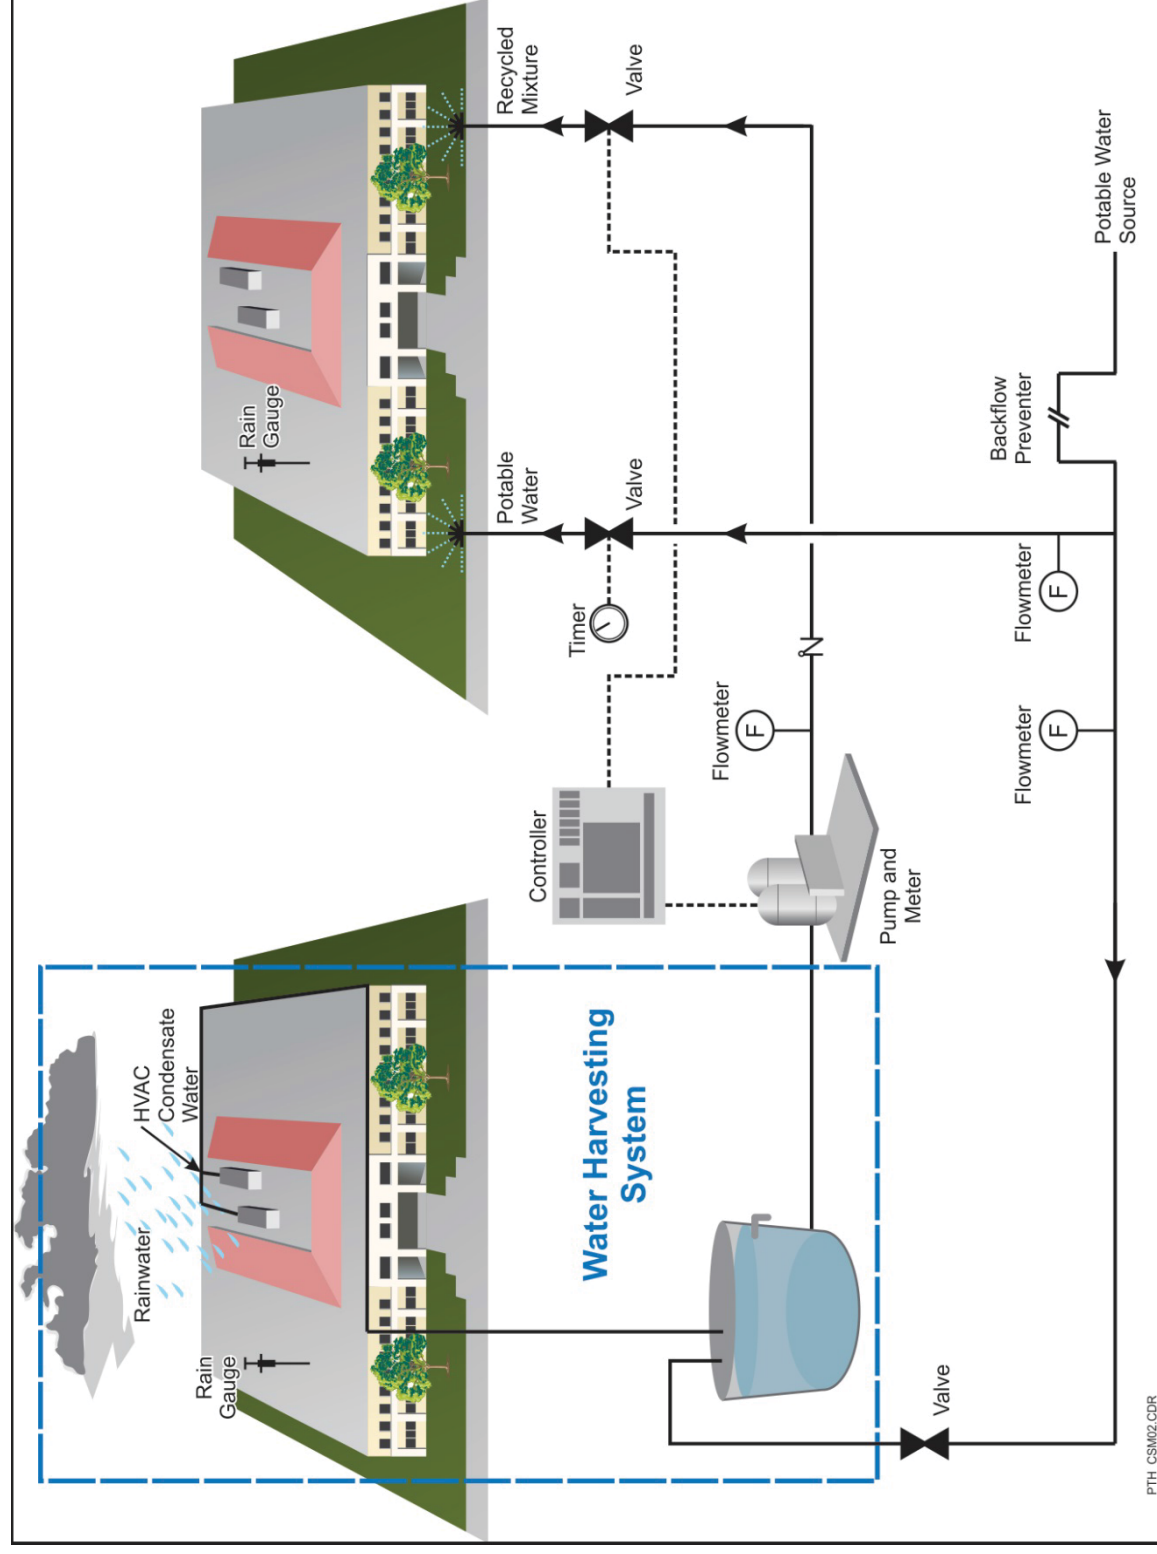 Rainwater
HVAC
Condensate
Water
Rain
Gauge
Water Harvesting
System
Valve
Controller
Pump and
Meter
Flowmeter
F
Flowmeter
F
Flowmeter
F
Timer
Rain
Gauge
Potable
Water
Valve
Recycled
Mixture
Valve
Backflow
Preventer
Potable Water
Source
PTH CSM02.CDR